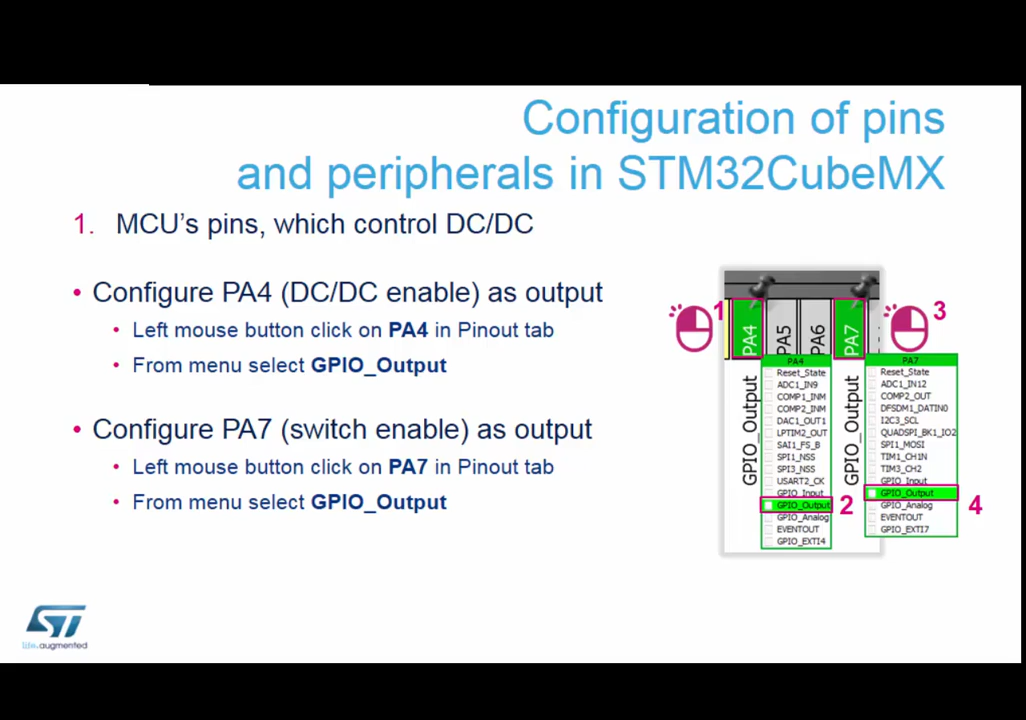 Configuration of pins
and peripherals in STM32CubeMX
1. MCU's pins, which control DC/DC
• Configure PA4 (DC/DC enable) as output
• Left mouse button click on PA4 in Pinout tab
• From menu select GPIO_Output
• Configure PA7 (switch enable) as output
• Left mouse button click on PA7 in Pinout tab
• From menu select GPIO_Output
1
3
PA4
PA5
PA6
PA7
GPIO_Output
GPIO_Output
PA4
Reset_State
ADC1_IN9
COMP1_INM
COMP2_INM
DAC1_OUT1
LPTIM2_OUT
SAI1_FS_B
SPI1_NSS
SPI3_NSS
USART2_CK
GPIO_Input
GPIO_Output
GPIO_Analog
EVENTOUT
GPIO_EXTI4
2
PA7
Reset_State
ADC1_IN12
COMP2_OUT
DFSDM1_DATIN0
I2C3_SCL
QUADSPI_BK1_IO2
SPI1_MOSI
TIM1_CH1N
TIM3_CH2
GPIO_Input
GPIO_Output
GPIO_Analog
EVENTOUT
GPIO_EXTI7
4
ST
life.augmented